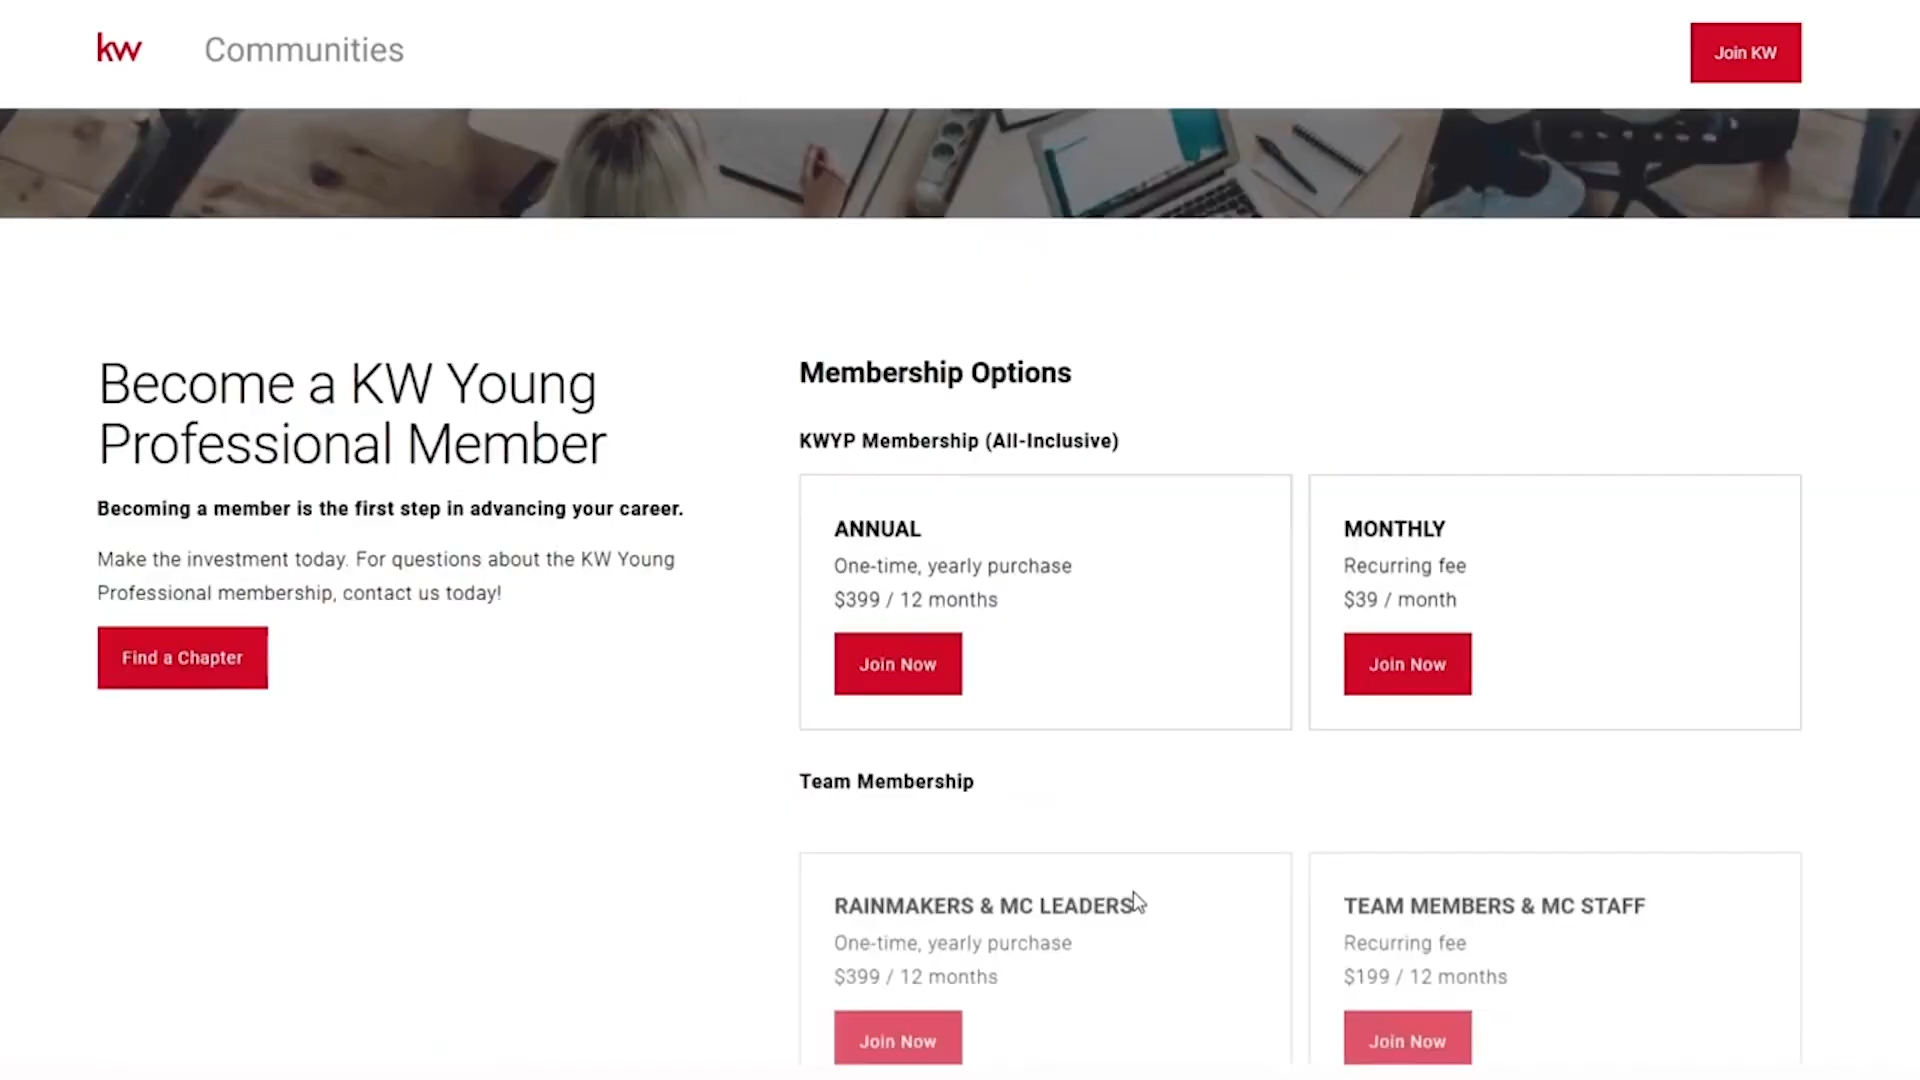 kw
Communities
Join KW
Become a KW Young
Professional Member
Becoming a member is the first step in advancing your career.
Make the investment today. For questions about the KW Young
Professional membership, contact us today!
Find a Chapter
Membership Options
KWYP Membership (All-Inclusive)
ANNUAL
One-time, yearly purchase
$399 / 12 months
Join Now
MONTHLY
Recurring fee
$39 / month
Join Now
Team Membership
RAINMAKERS & MC LEADERS
One-time, yearly purchase
$399 / 12 months
Join Now
TEAM MEMBERS & MC STAFF
Recurring fee
$199 / 12 months
Join Now